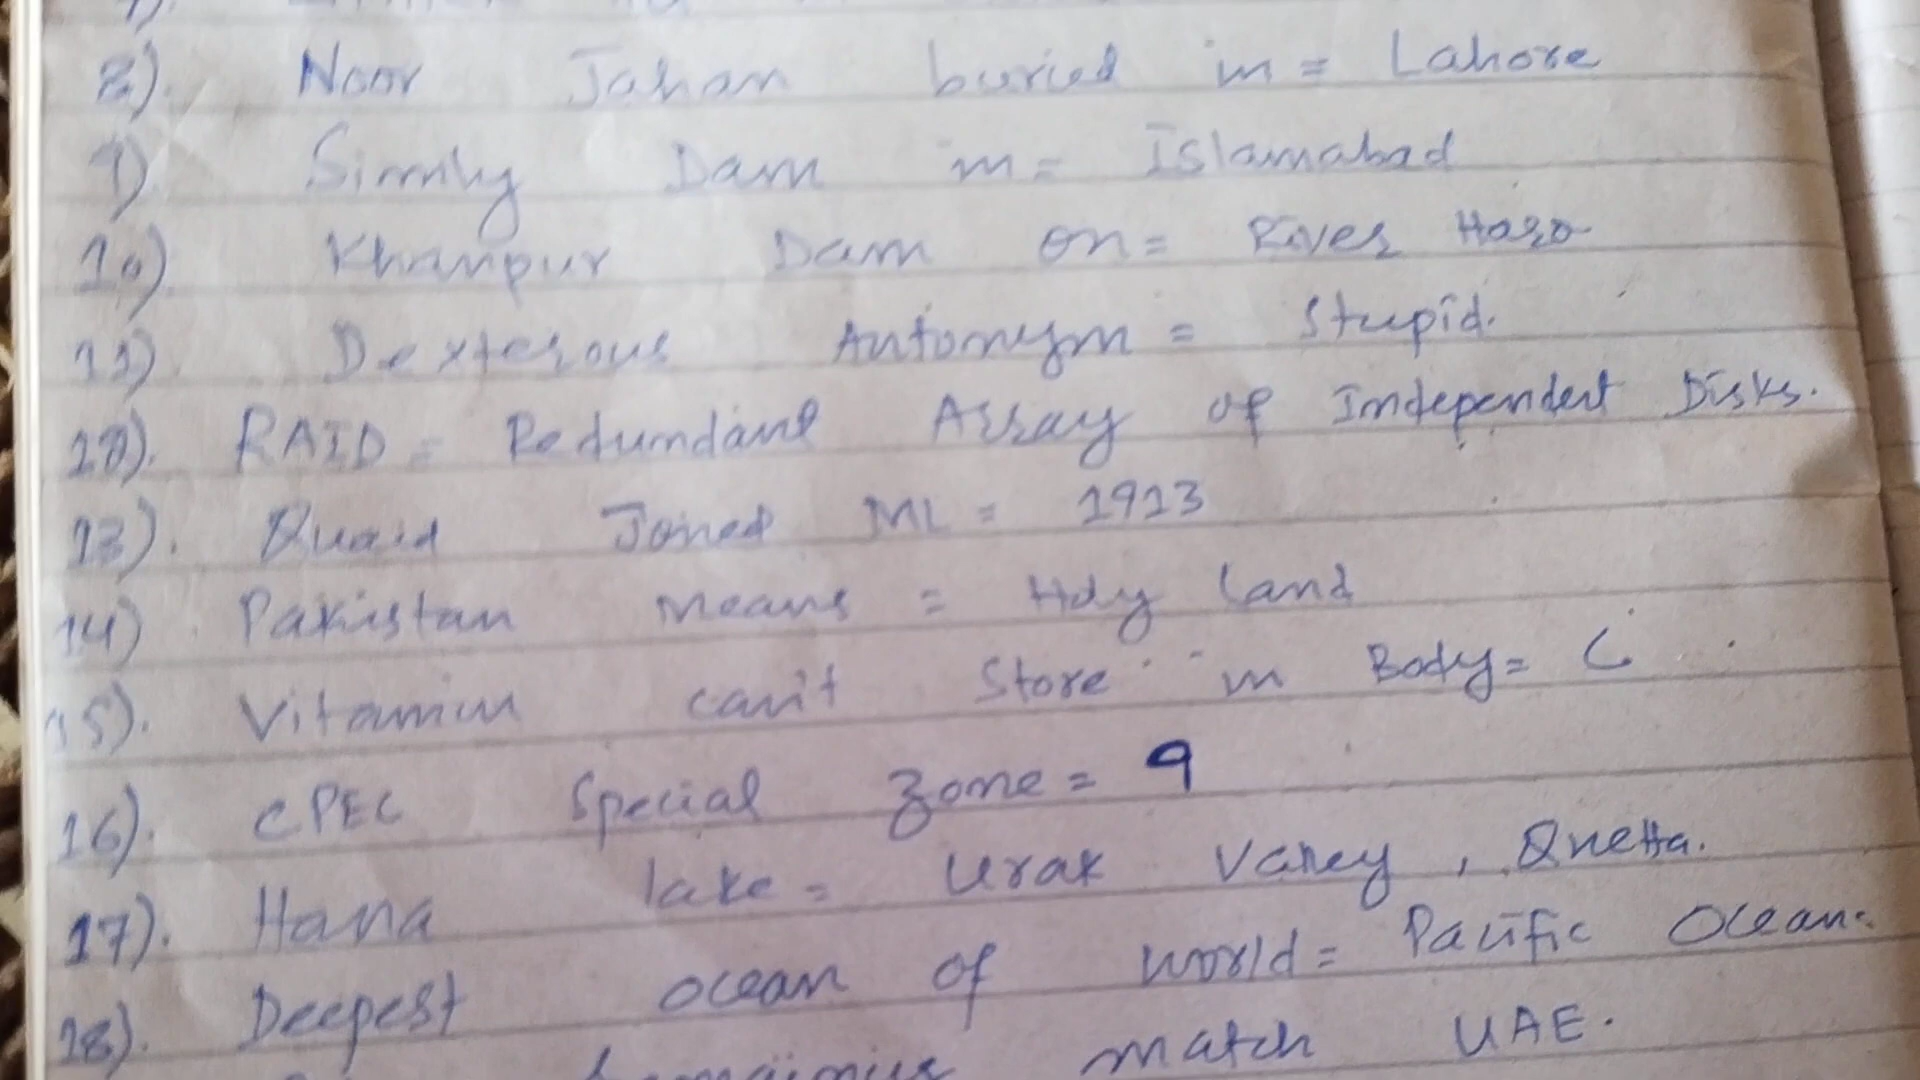 8). Noor Jahan buried in = Lahore
9) Simly Dam in = Islamabad
10) Khanpur Dam on = River Haro
11) Dexterous Antonym = Stupid.
12). RAID = Redundant Array of Independent Disks.
13). Quaid Joined ML = 1913
14) Pakistan Means = Holy Land
15). Vitamin can't Store in Body = C
16). CPEC Special Zone = 9
17). Hana lake = Urak Valley, Quetta.
18). Deepest ocean of world = Pacific Ocean.
match UAE.